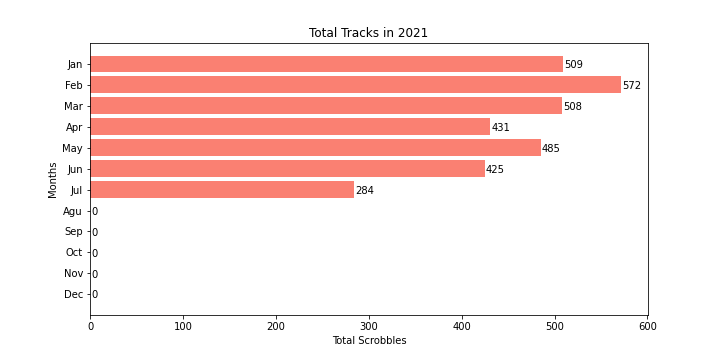 Total Tracks in 2021
Jan 509
Feb 572
Mar 508
Apr 431
May 485
Jun 425
Jul 284
Agu 0
Sep 0
Oct 0
Nov 0
Dec 0
Months
0 100 200 300 400 500 600
Total Scrobbles